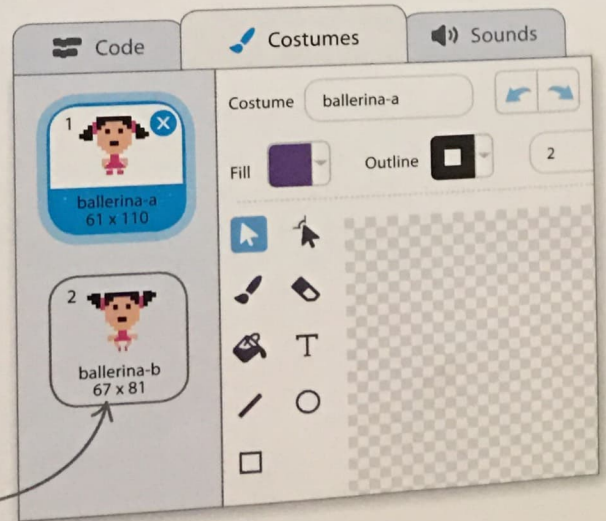 Code
Costumes
Sounds
1
ballerina-a
61 x 110
2
ballerina-b
67 x 81
Costume ballerina-a
Fill Outline 2
T